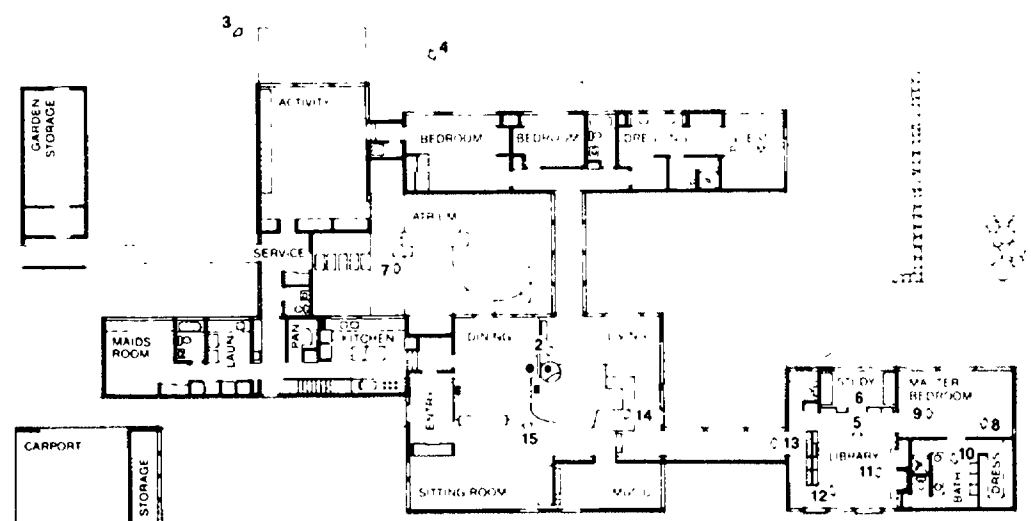 3
4
ACTIVITY
GARDEN
STORAGE
BEDROOM
BEDROOM
SERVICE
7
MAIDS
ROOM
LAUN
PAN
KITCHEN
DINING
2
ENTRY
14
15
SITTING ROOM
STUDY
6
BEDROOM
9
8
5
13
LIBRARY
11
10
12
BATH
DRESS
CARPORT
STORAGE